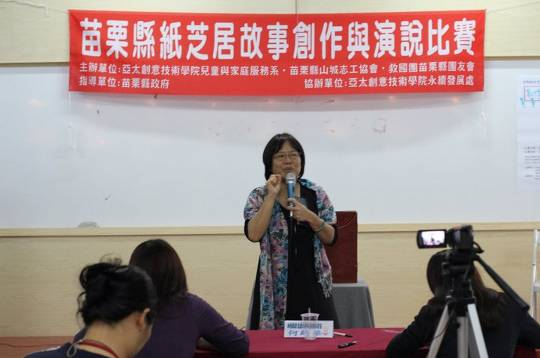 苗栗縣紙芝居故事創作與演說比賽
主辦單位:亞太創意技術學院兒童與家庭服務系、苗栗縣山城志工協會、救國團苗栗縣團友會
指導單位:苗栗縣政府
協辦單位:亞太創意技術學院永續發展處